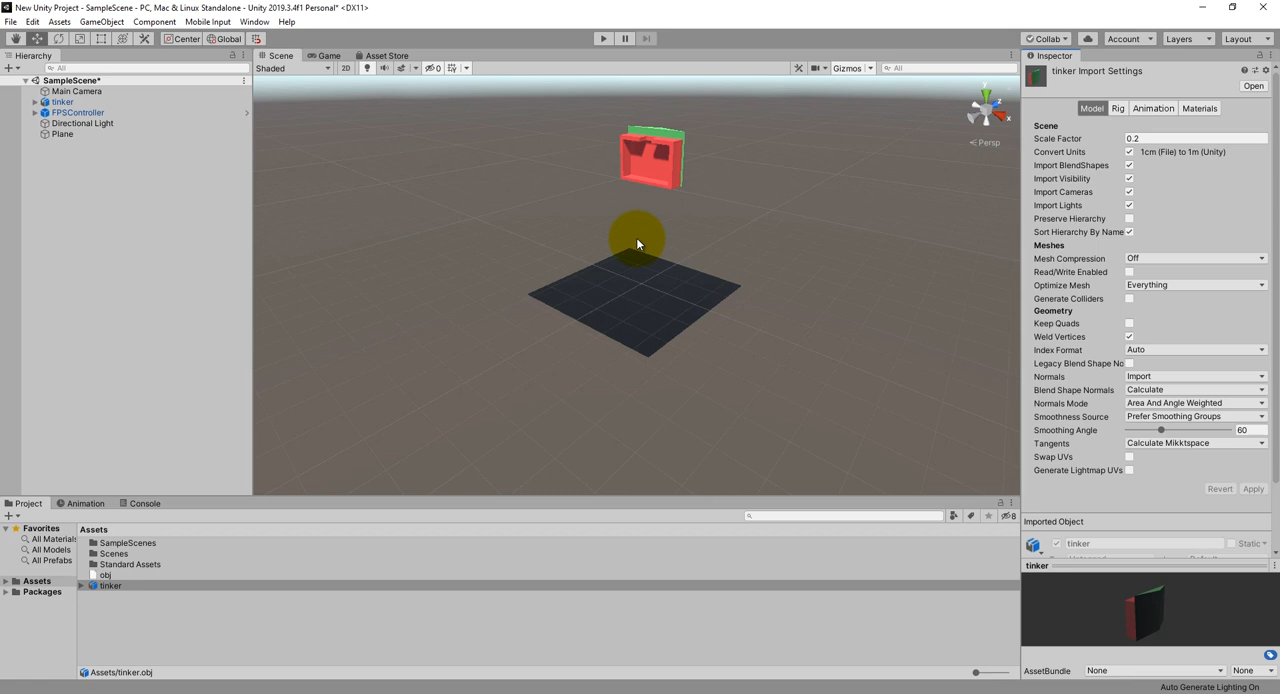 New Unity Project - SampleScene - PC, Mac & Linux Standalone - Unity 2019.3.4f1 Personal* <DX11>
File Edit Assets GameObject Component Mobile Input Window Help
Center Global Collab Account Layers Layout
Hierarchy Scene Game Asset Store Inspector
All Shaded 2D 0 Gizmos All tinker Import Settings
Open
SampleScene*
Main Camera
tinker
FPSController
Directional Light
Plane
y
z
x
Persp
Model Rig Animation Materials
Scene
Scale Factor 0.2
Convert Units 1cm (File) to 1m (Unity)
Import BlendShapes
Import Visibility
Import Cameras
Import Lights
Preserve Hierarchy
Sort Hierarchy By Name
Meshes
Mesh Compression Off
Read/Write Enabled
Optimize Mesh Everything
Generate Colliders
Geometry
Keep Quads
Weld Vertices
Index Format Auto
Legacy Blend Shape No
Normals Import
Blend Shape Normals Calculate
Normals Mode Area And Angle Weighted
Smoothness Source Prefer Smoothing Groups
Smoothing Angle 60
Tangents Calculate Mikktspace
Swap UVs
Generate Lightmap UVs
Revert Apply
Imported Object
tinker Static
tinker
AssetBundle None None
Project Animation Console
8
Favorites
All Materials
All Models
All Prefabs
Assets
Packages
Assets
SampleScenes
Scenes
Standard Assets
obj
tinker
Assets/tinker.obj
Auto Generate Lighting On